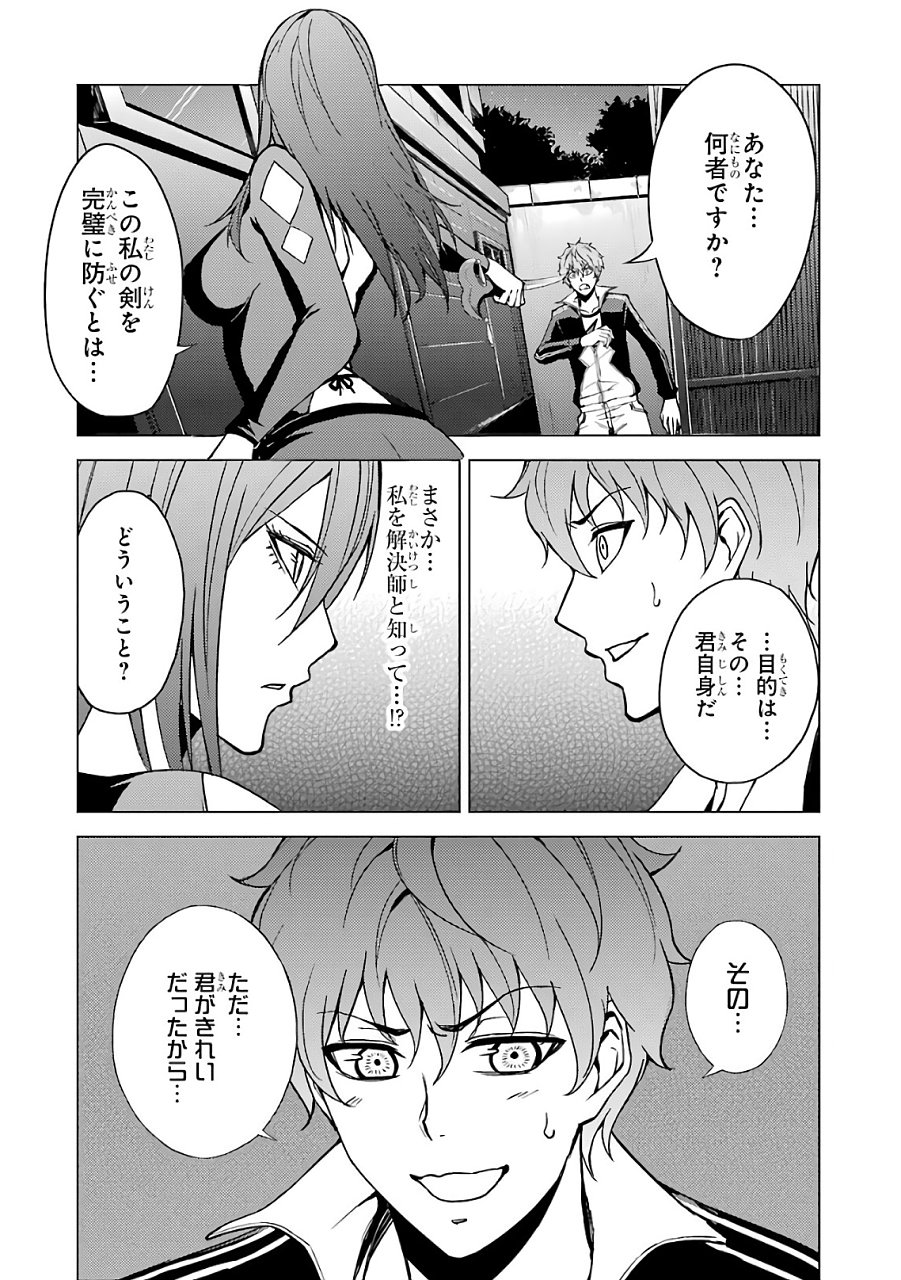 あなた…
何者ですか?
この私の剣を
完璧に防ぐとは…
…目的は…
その…
君自身だ
まさか…
私を解決師と知って…!?
どういうこと?
その…
ただ…
君がきれい
だったから…